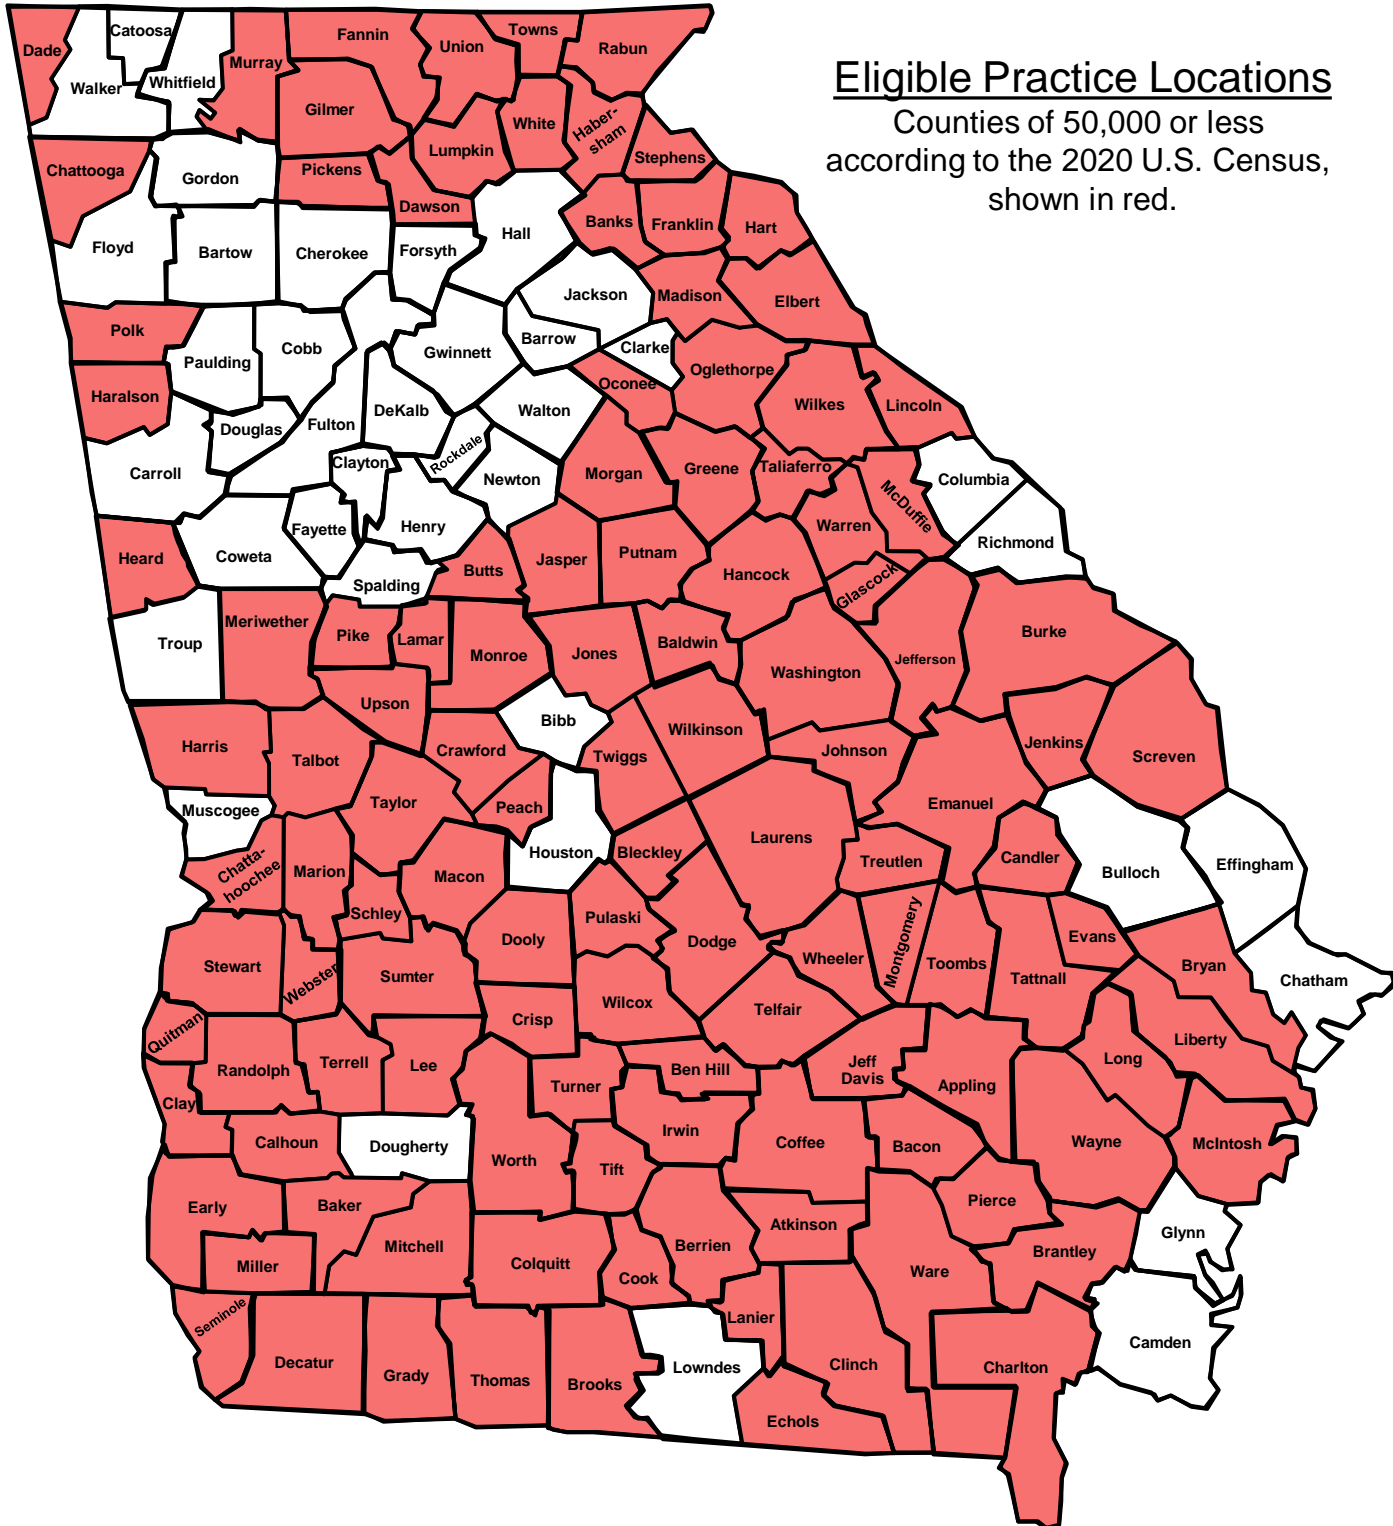 Eligible Practice Locations
Counties of 50,000 or less
according to the 2020 U.S. Census,
shown in red.
Dade
Catoosa
Walker
Whitfield
Murray
Fannin
Union
Towns
Rabun
Gilmer
White
Haber-
sham
Lumpkin
Stephens
Chattooga
Gordon
Pickens
Dawson
Banks
Franklin
Hart
Floyd
Bartow
Cherokee
Forsyth
Hall
Jackson
Madison
Elbert
Polk
Paulding
Cobb
Gwinnett
Barrow
Clarke
Oconee
Oglethorpe
Wilkes
Lincoln
Haralson
Douglas
Fulton
DeKalb
Walton
Rockdale
Carroll
Clayton
Newton
Morgan
Greene
Taliaferro
McDuffie
Columbia
Heard
Coweta
Fayette
Henry
Spalding
Butts
Jasper
Putnam
Hancock
Warren
Glascock
Richmond
Troup
Meriwether
Pike
Lamar
Monroe
Jones
Baldwin
Washington
Jefferson
Burke
Upson
Bibb
Wilkinson
Twiggs
Johnson
Jenkins
Screven
Harris
Talbot
Crawford
Peach
Taylor
Muscogee
Houston
Bleckley
Laurens
Emanuel
Treutlen
Candler
Bulloch
Effingham
Chatta-
hoochee
Marion
Schley
Macon
Dooly
Pulaski
Dodge
Wheeler
Montgomery
Toombs
Evans
Tattnall
Bryan
Chatham
Stewart
Webster
Sumter
Quitman
Crisp
Wilcox
Telfair
Randolph
Terrell
Lee
Turner
Ben Hill
Jeff
Davis
Appling
Long
Liberty
Clay
Calhoun
Dougherty
Worth
Tift
Irwin
Coffee
Bacon
Wayne
McIntosh
Early
Baker
Miller
Mitchell
Colquitt
Cook
Berrien
Atkinson
Pierce
Brantley
Ware
Glynn
Seminole
Decatur
Grady
Thomas
Brooks
Lowndes
Lanier
Clinch
Echols
Charlton
Camden